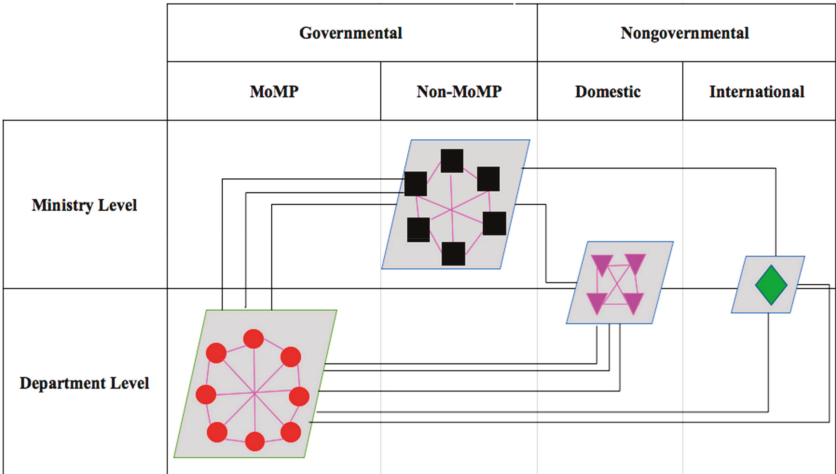 Governmental
Nongovernmental
MoMP
Non-MoMP
Domestic
International
Ministry Level
Department Level